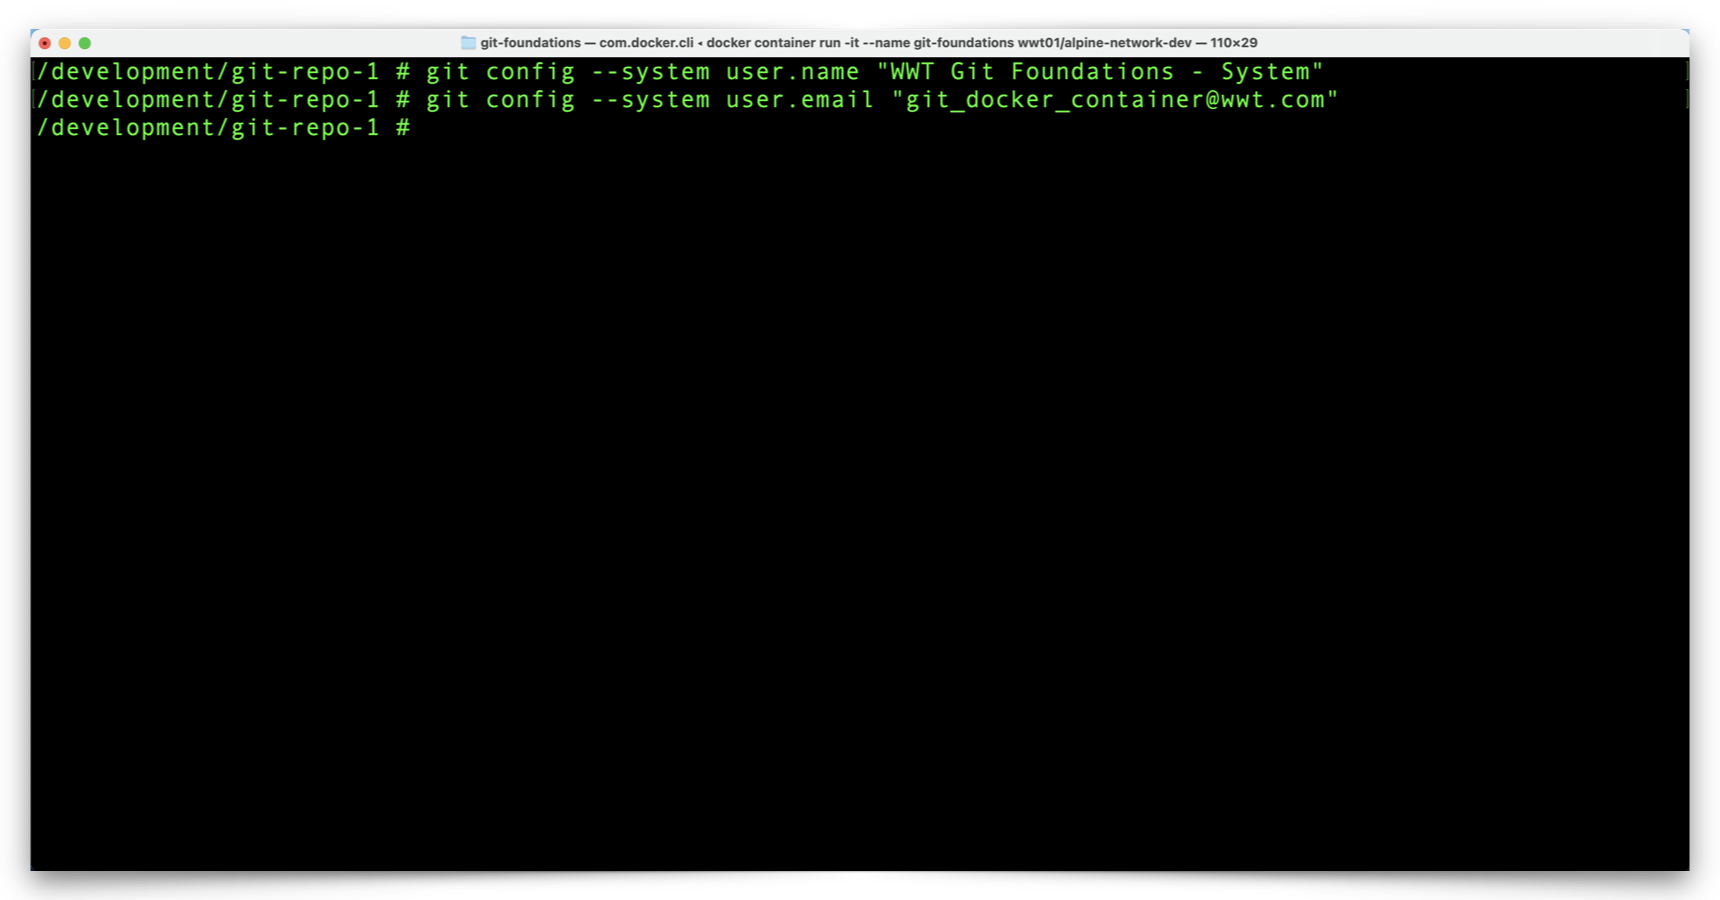 git-foundations — com.docker.cli ◂ docker container run -it --name git-foundations wwt01/alpine-network-dev — 110×29
[/development/git-repo-1 # git config --system user.name "WWT Git Foundations - System" ]
[/development/git-repo-1 # git config --system user.email "git_docker_container@wwt.com" ]
/development/git-repo-1 #